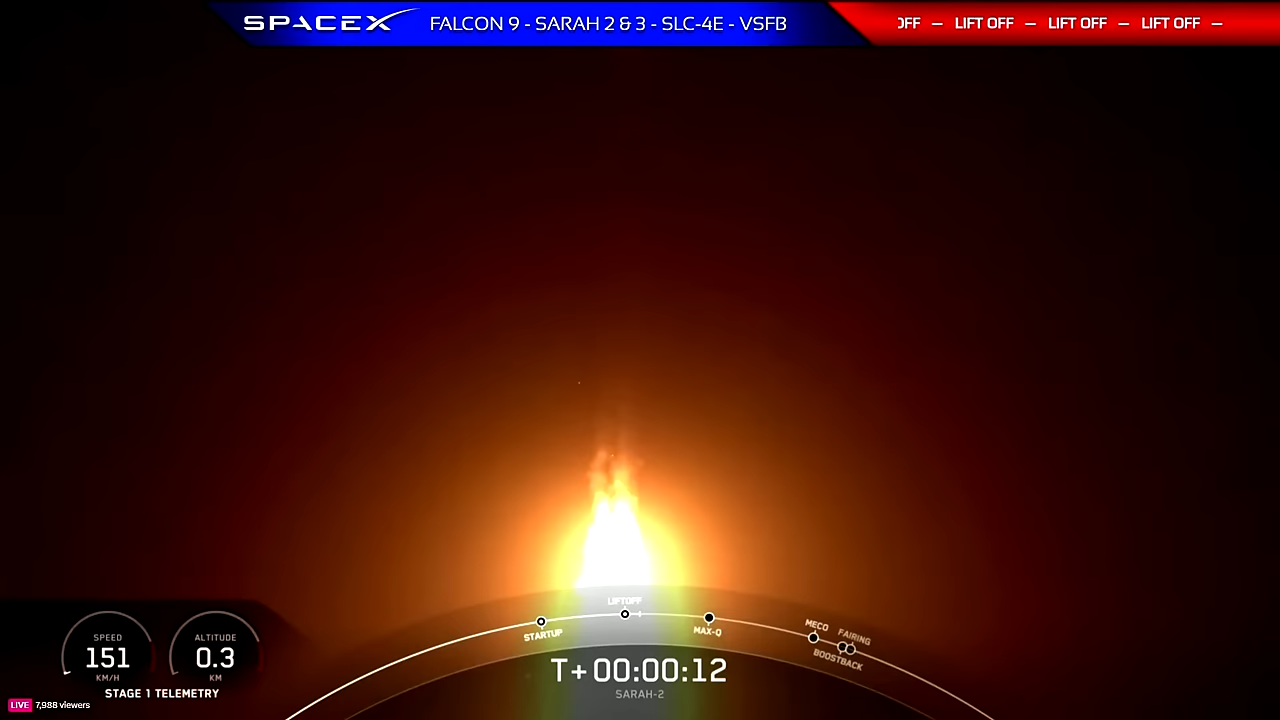 SPACEX
FALCON 9 - SARAH 2 & 3 - SLC-4E - VSFB
OFF — LIFT OFF — LIFT OFF — LIFT OFF —
LIFTOFF
STARTUP
MAX-Q
MECO
FAIRING
BOOSTBACK
SPEED
151
KM/H
ALTITUDE
0.3
KM
STAGE 1 TELEMETRY
T+00:00:12
SARAH-2
LIVE 7,988 viewers